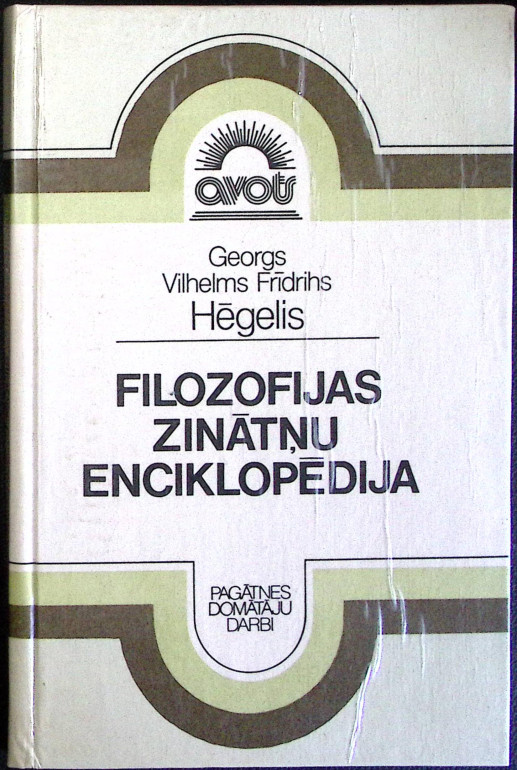 avots
Georgs
Vilhelms Frīdrihs
Hēgelis
FILOZOFIJAS
ZINĀTŅU
ENCIKLOPĒDIJA
PAGĀTNES
DOMĀTĀJU
DARBI